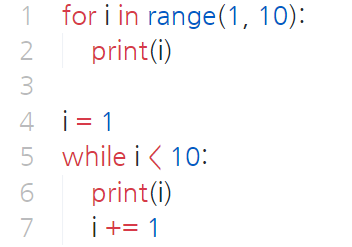 1 for i in range(1, 10):
2     print(i)
3
4 i = 1
5 while i < 10:
6     print(i)
7     i += 1